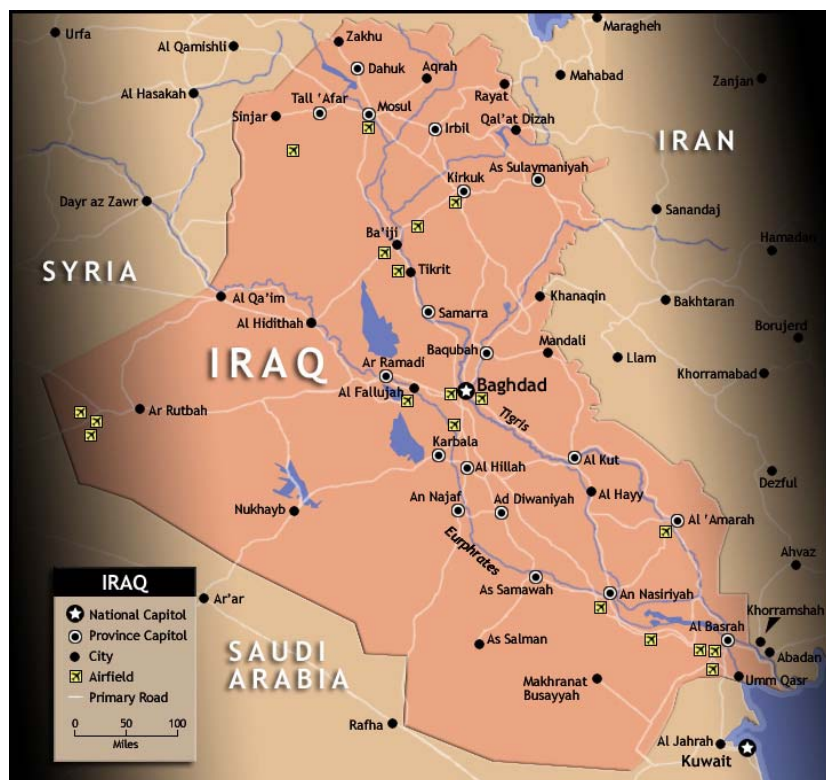 Urfa
Al Qamishli
Zakhu
Maragheh
Dahuk
Aqrah
Mahabad
Zanjan
Al Hasakah
Tall 'Afar
Mosul
Rayat
Sinjar
Irbil
Qal'at Dizah
IRAN
As Sulaymaniyah
Kirkuk
Dayr az Zawr
Sanandaj
Ba'iji
Hamadan
SYRIA
Tikrit
Al Qa'im
Khanaqin
Bakhtaran
Samarra
Al Hidithah
Borujerd
IRAQ
Baqubah
Mandali
Ar Ramadi
Llam
Khorramabad
Al Fallujah
Baghdad
Ar Rutbah
Tigris
Karbala
Al Hillah
Al Kut
Dezful
An Najaf
Ad Diwaniyah
Al Hayy
Nukhayb
Al 'Amarah
Eurphrates
Ahvaz
As Samawah
An Nasiriyah
Ar'ar
Khorramshah
Al Basrah
As Salman
Abadan
SAUDI
ARABIA
Makhranat
Busayyah
Umm Qasr
Rafha
Al Jahrah
Kuwait
IRAQ
National Capitol
Province Capitol
City
Airfield
Primary Road
0 50 100
Miles